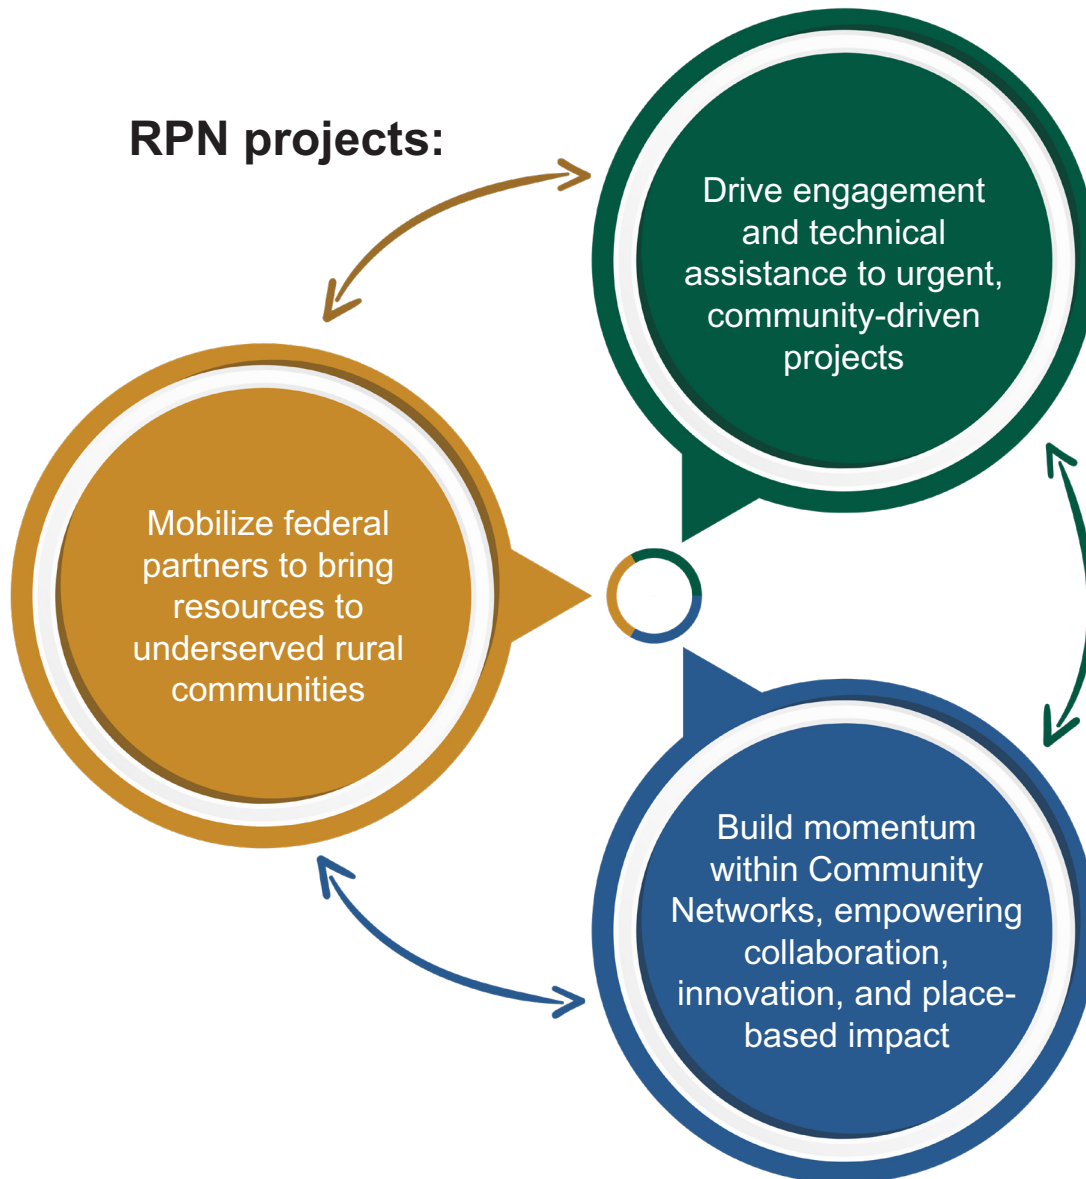 RPN projects:
Drive engagement
and technical
assistance to urgent,
community-driven
projects
Mobilize federal
partners to bring
resources to
underserved rural
communities
Build momentum
within Community
Networks, empowering
collaboration,
innovation, and place-
based impact